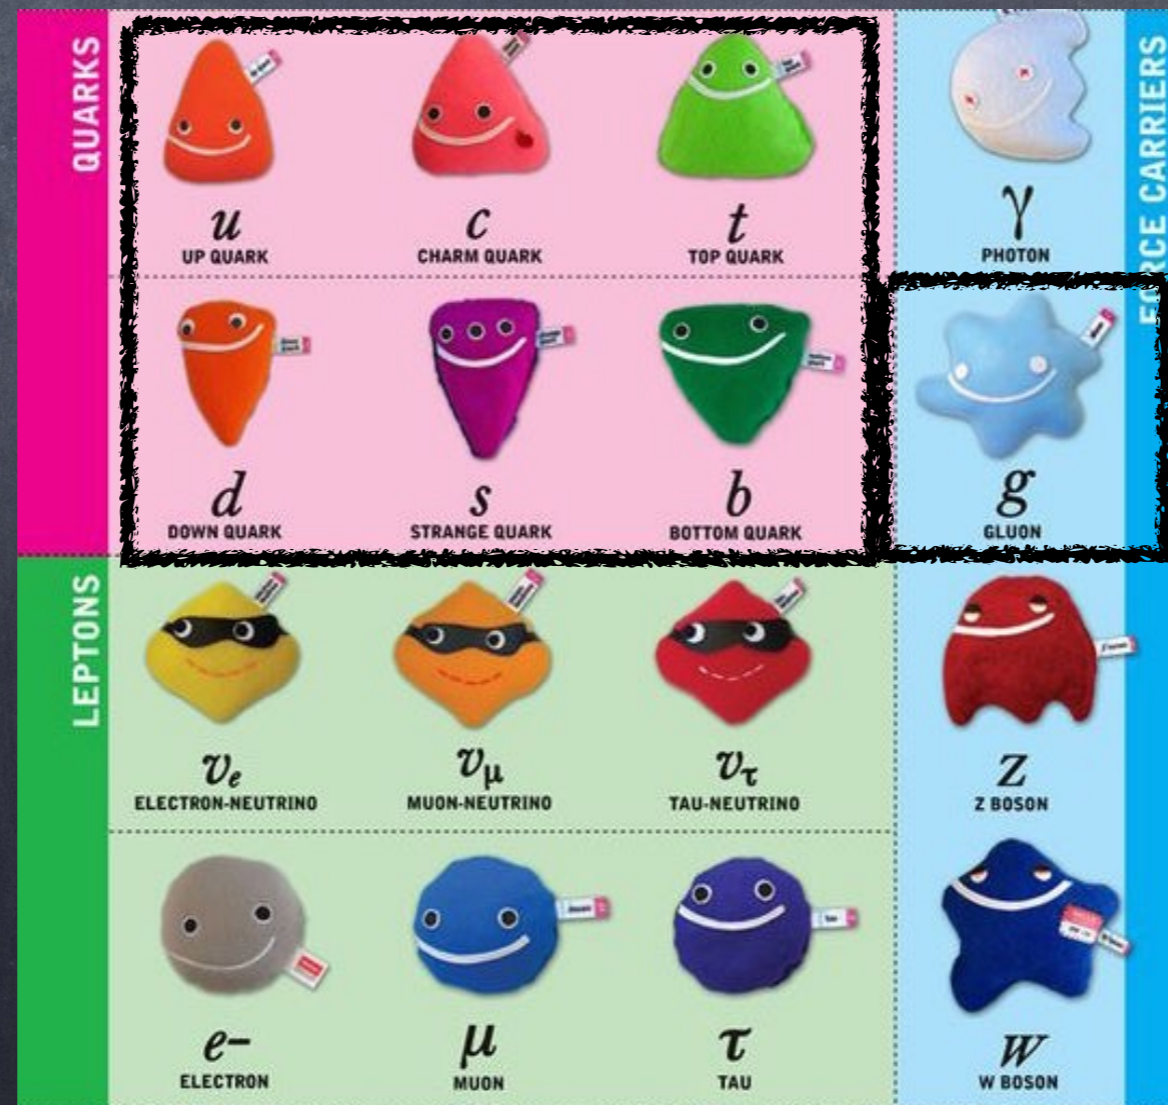 QUARKS
u
UP QUARK
c
CHARM QUARK
t
TOP QUARK
γ
PHOTON
FORCE CARRIERS
d
DOWN QUARK
s
STRANGE QUARK
b
BOTTOM QUARK
g
GLUON
LEPTONS
νe
ELECTRON-NEUTRINO
νμ
MUON-NEUTRINO
ντ
TAU-NEUTRINO
Z
Z BOSON
e-
ELECTRON
μ
MUON
τ
TAU
W
W BOSON